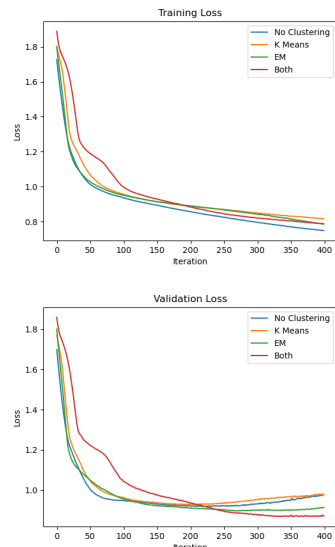 Training Loss
No Clustering
K Means
EM
Both
1.8
1.6
1.4
1.2
1.0
0.8
Loss
0
50
100
150
200
250
300
350
400
Iteration
Validation Loss
No Clustering
K Means
EM
Both
1.8
1.6
1.4
1.2
1.0
Loss
0
50
100
150
200
250
300
350
400
Iteration